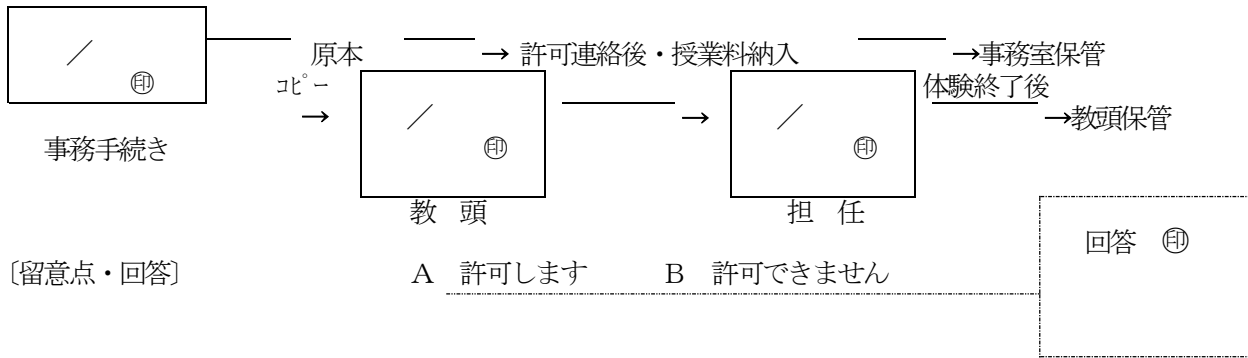 ／
㊞
原本 → 許可連絡後・授業料納入 →事務室保管
ｺﾋﾟｰ
→
／
㊞
→
／
㊞
体験終了後
→教頭保管
事務手続き
教 頭
担 任
回答 ㊞
〔留意点・回答〕 A 許可します B 許可できません